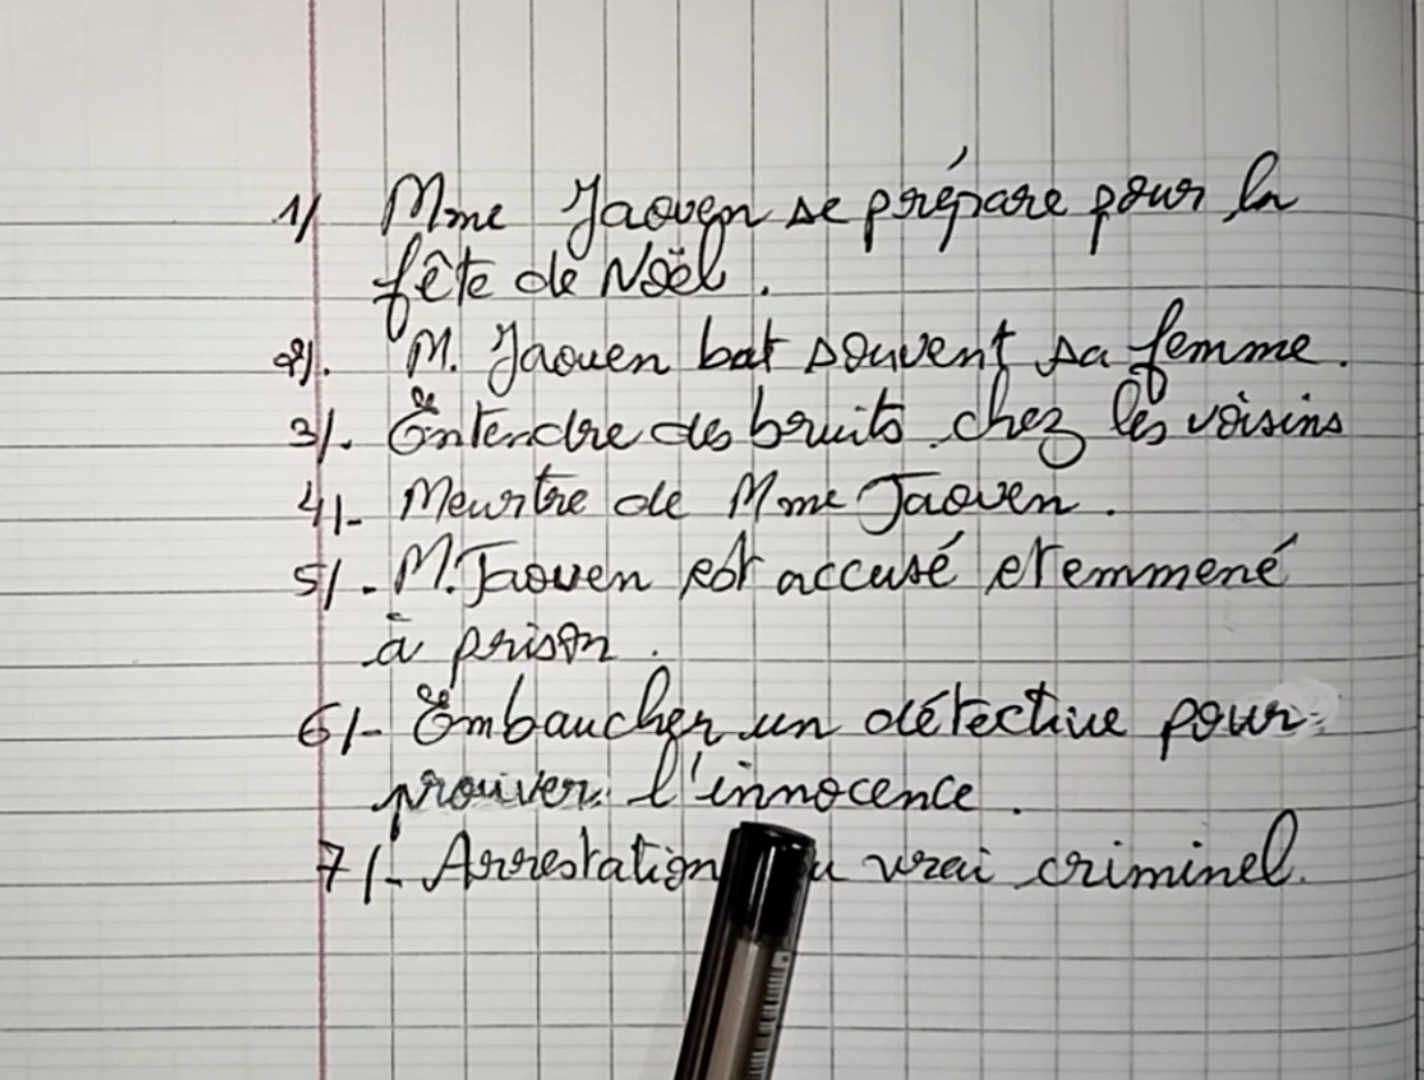 1/ Mme Jaouen se prépare pour la
fête de Noël.
2/. M. Jaouen bat souvent sa femme.
3/. Entendre des bruits chez les voisins
4/- Meurtre de Mme Jaouen.
5/- M. Jaouen est accusé et emmené
à prison.
6/- Embaucher un détective pour
prouver l'innocence.
7/- Arrestation vrai criminel.